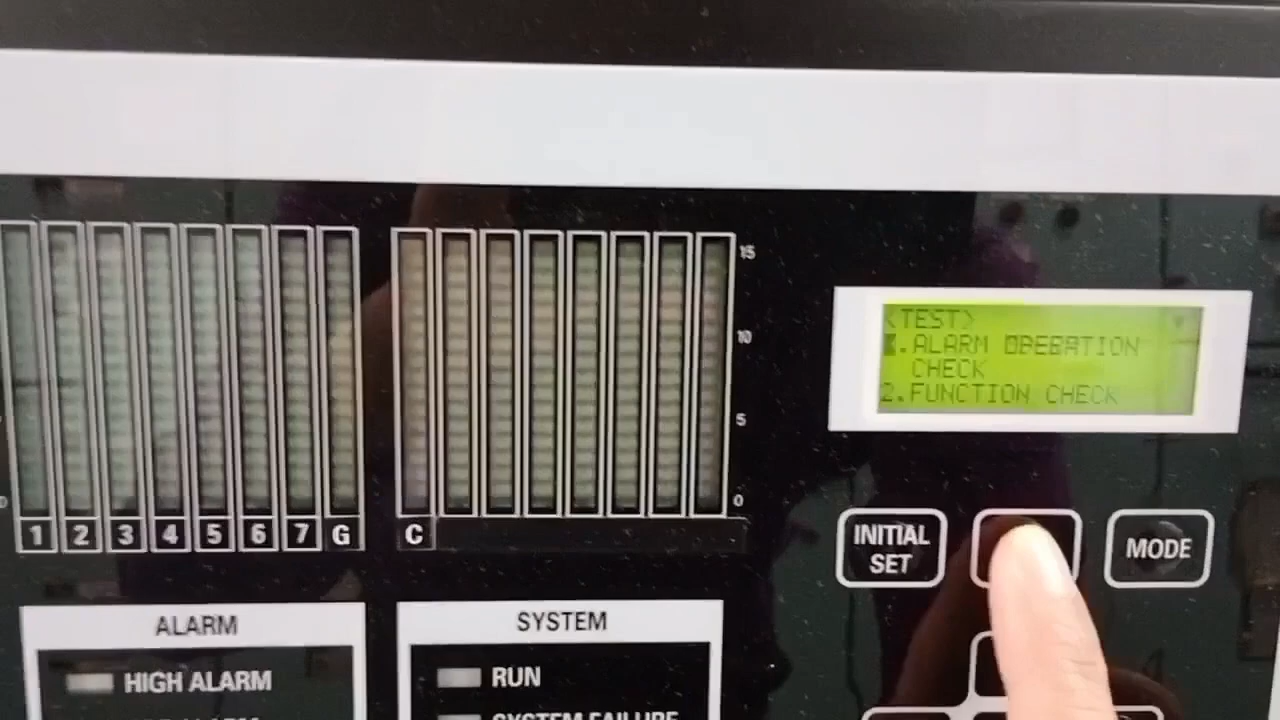 15
10
5
0
0
1 2 3 4 5 6 7 G
C
<TEST>
.ALARM
CHECK
2.FUNCTION CHECK
INITIAL
SET
MODE
ALARM
HIGH ALARM
SYSTEM
RUN
SYSTEM FAILURE